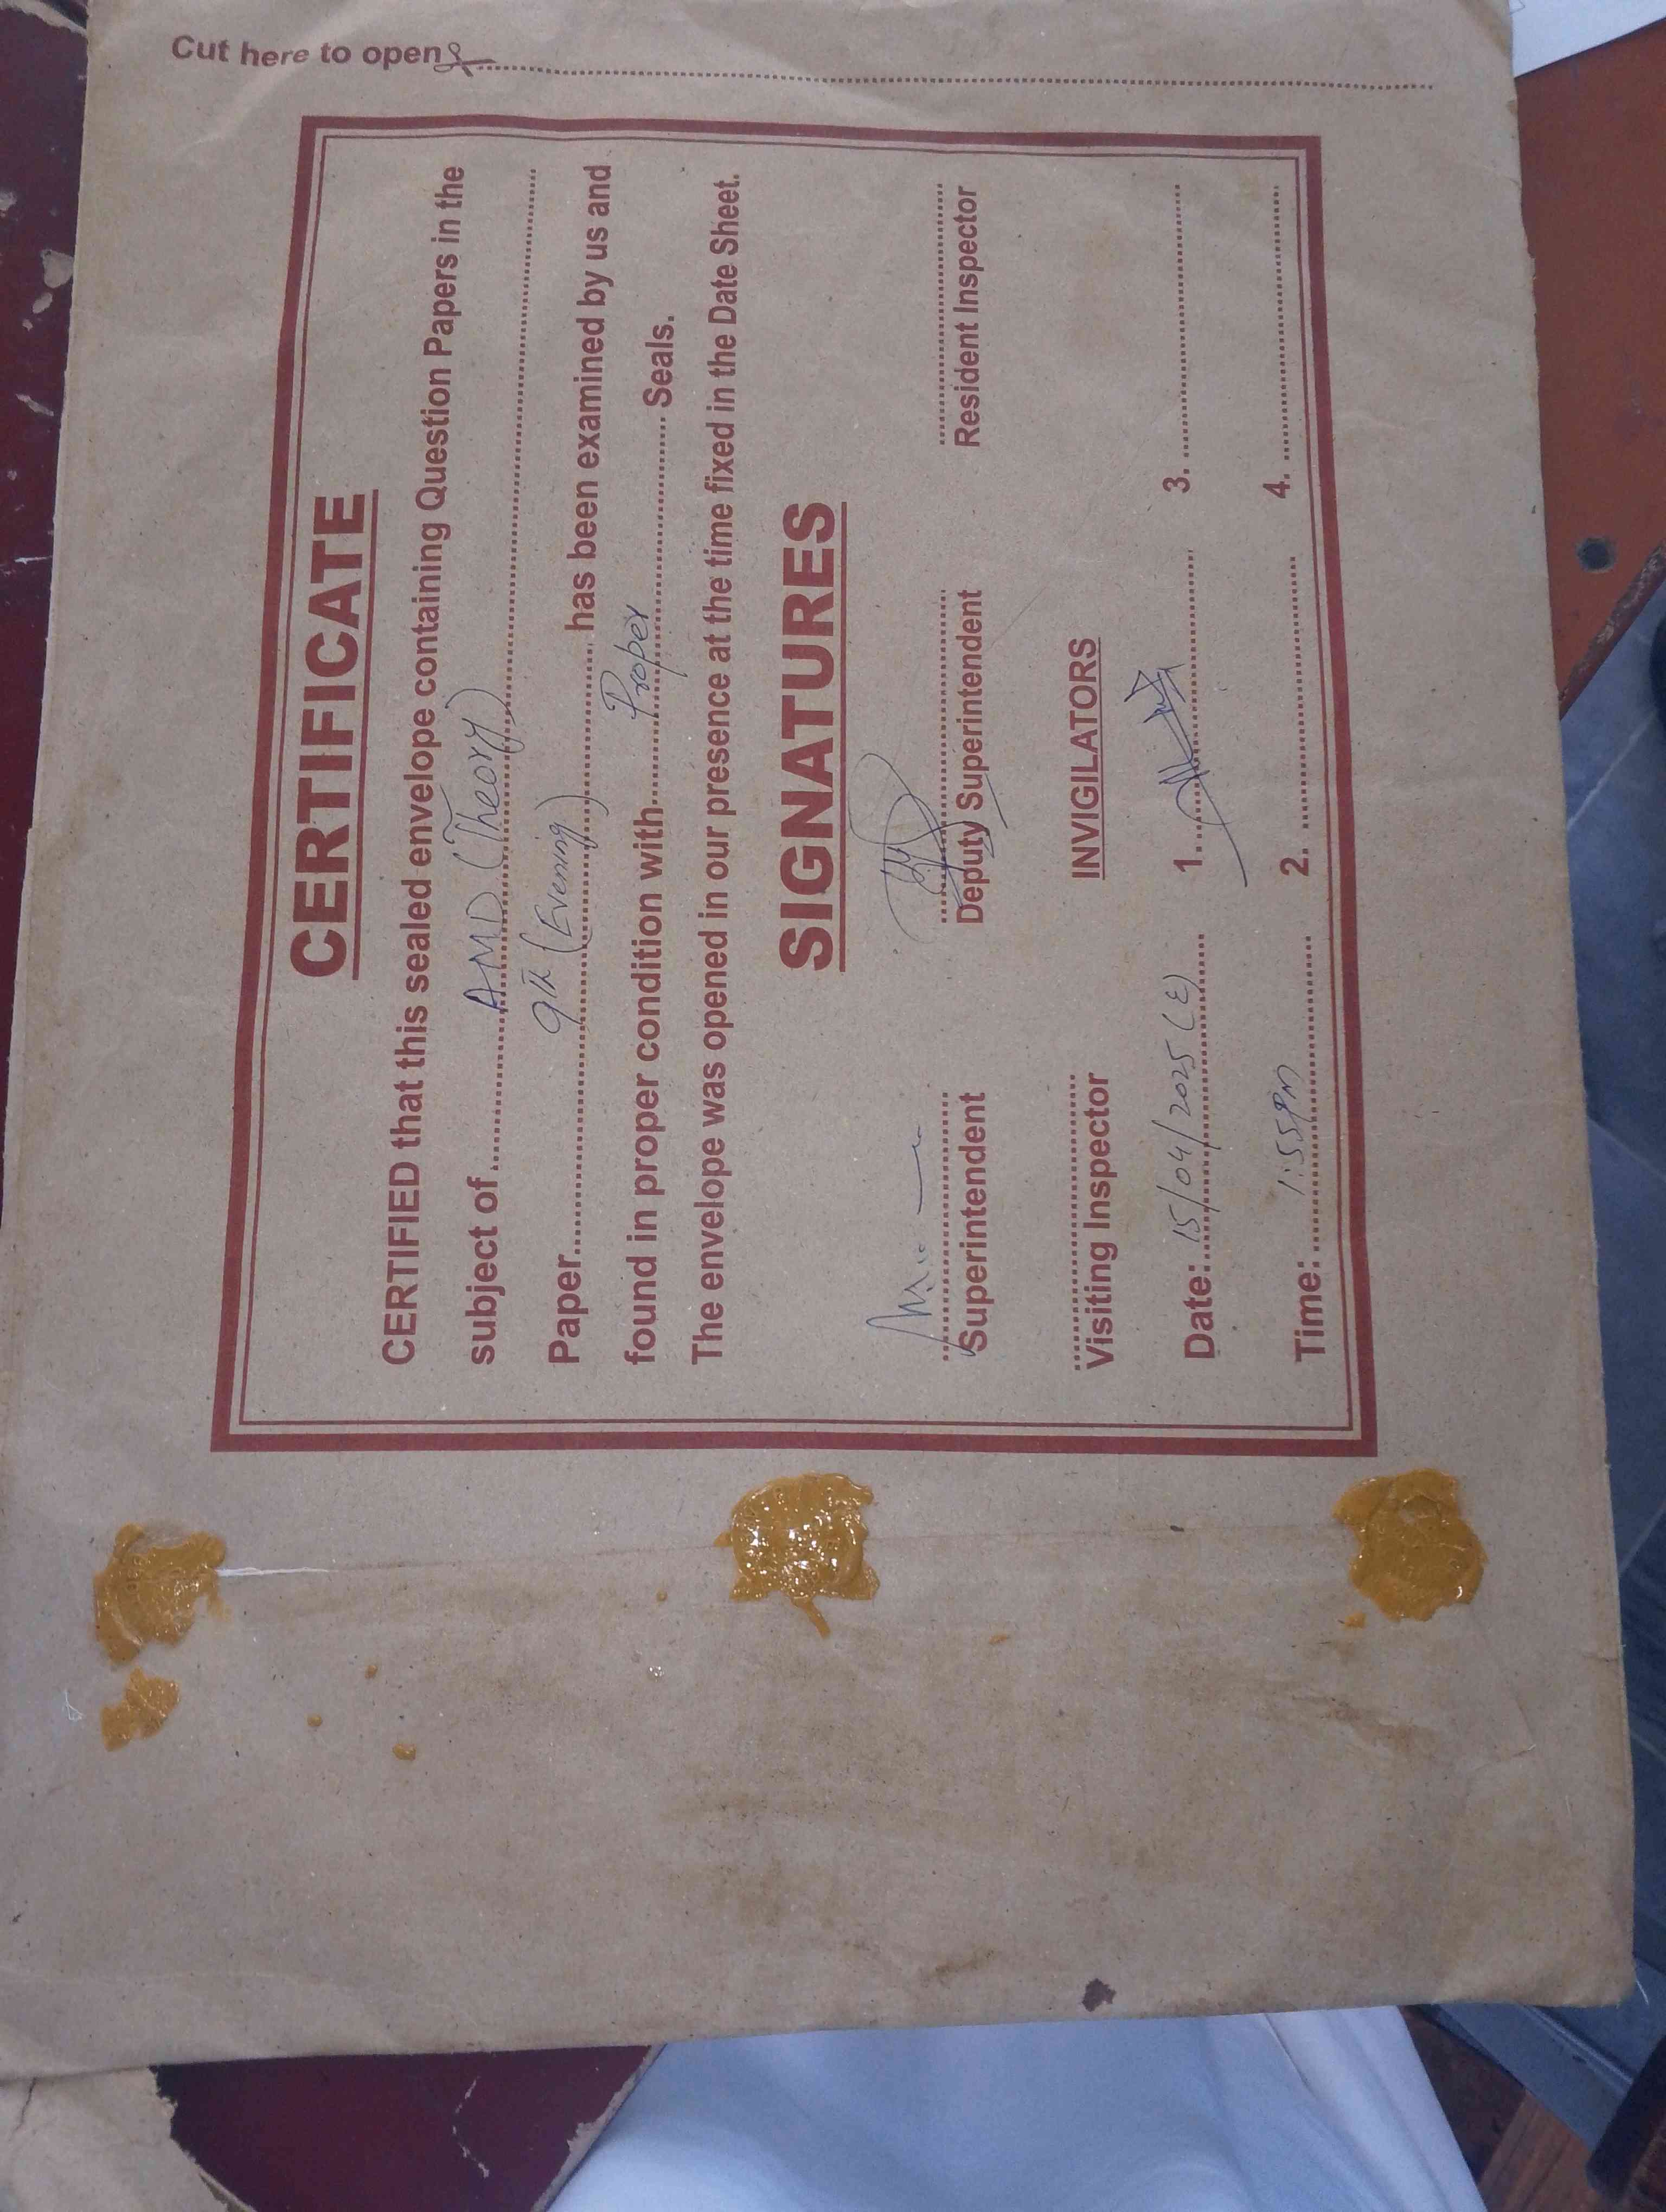 Cut here to open
CERTIFICATE
CERTIFIED that this sealed envelope containing Question Papers in the
subject of AMD (Theory)
Paper 9th (Evening) has been examined by us and
found in proper condition with Proper Seals.
The envelope was opened in our presence at the time fixed in the Date Sheet.
SIGNATURES
Superintendent Deputy Superintendent Resident Inspector
Visiting Inspector INVIGILATORS
Date: 15/04/2025 (E) 1. 3.
Time: 1:55 PM 2. 4.